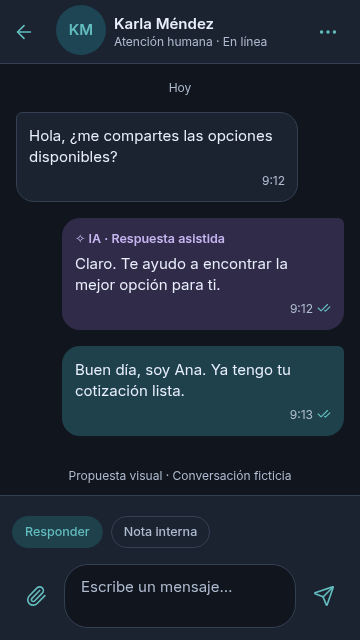 KM
Karla Méndez
Atención humana · En línea
Hoy
Hola, ¿me compartes las opciones
disponibles?
9:12
✧ IA · Respuesta asistida
Claro. Te ayudo a encontrar la
mejor opción para ti.
9:12
Buen día, soy Ana. Ya tengo tu
cotización lista.
9:13
Propuesta visual · Conversación ficticia
Responder
Nota interna
Escribe un mensaje...